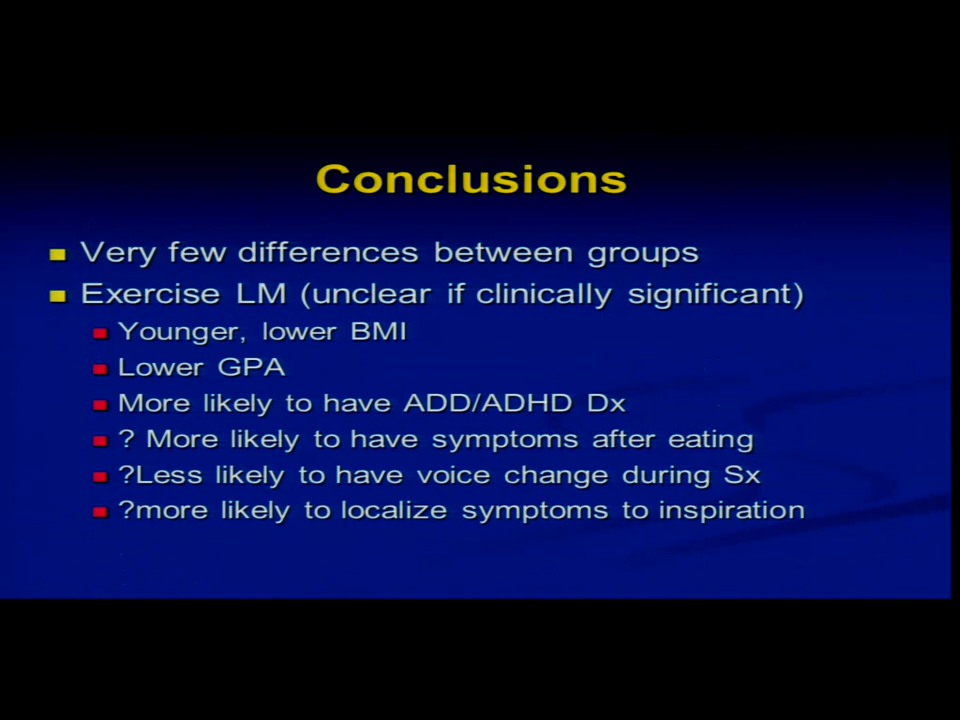 Conclusions
Very few differences between groups
Exercise LM (unclear if clinically significant)
Younger, lower BMI
Lower GPA
More likely to have ADD/ADHD Dx
? More likely to have symptoms after eating
?Less likely to have voice change during Sx
?more likely to localize symptoms to inspiration